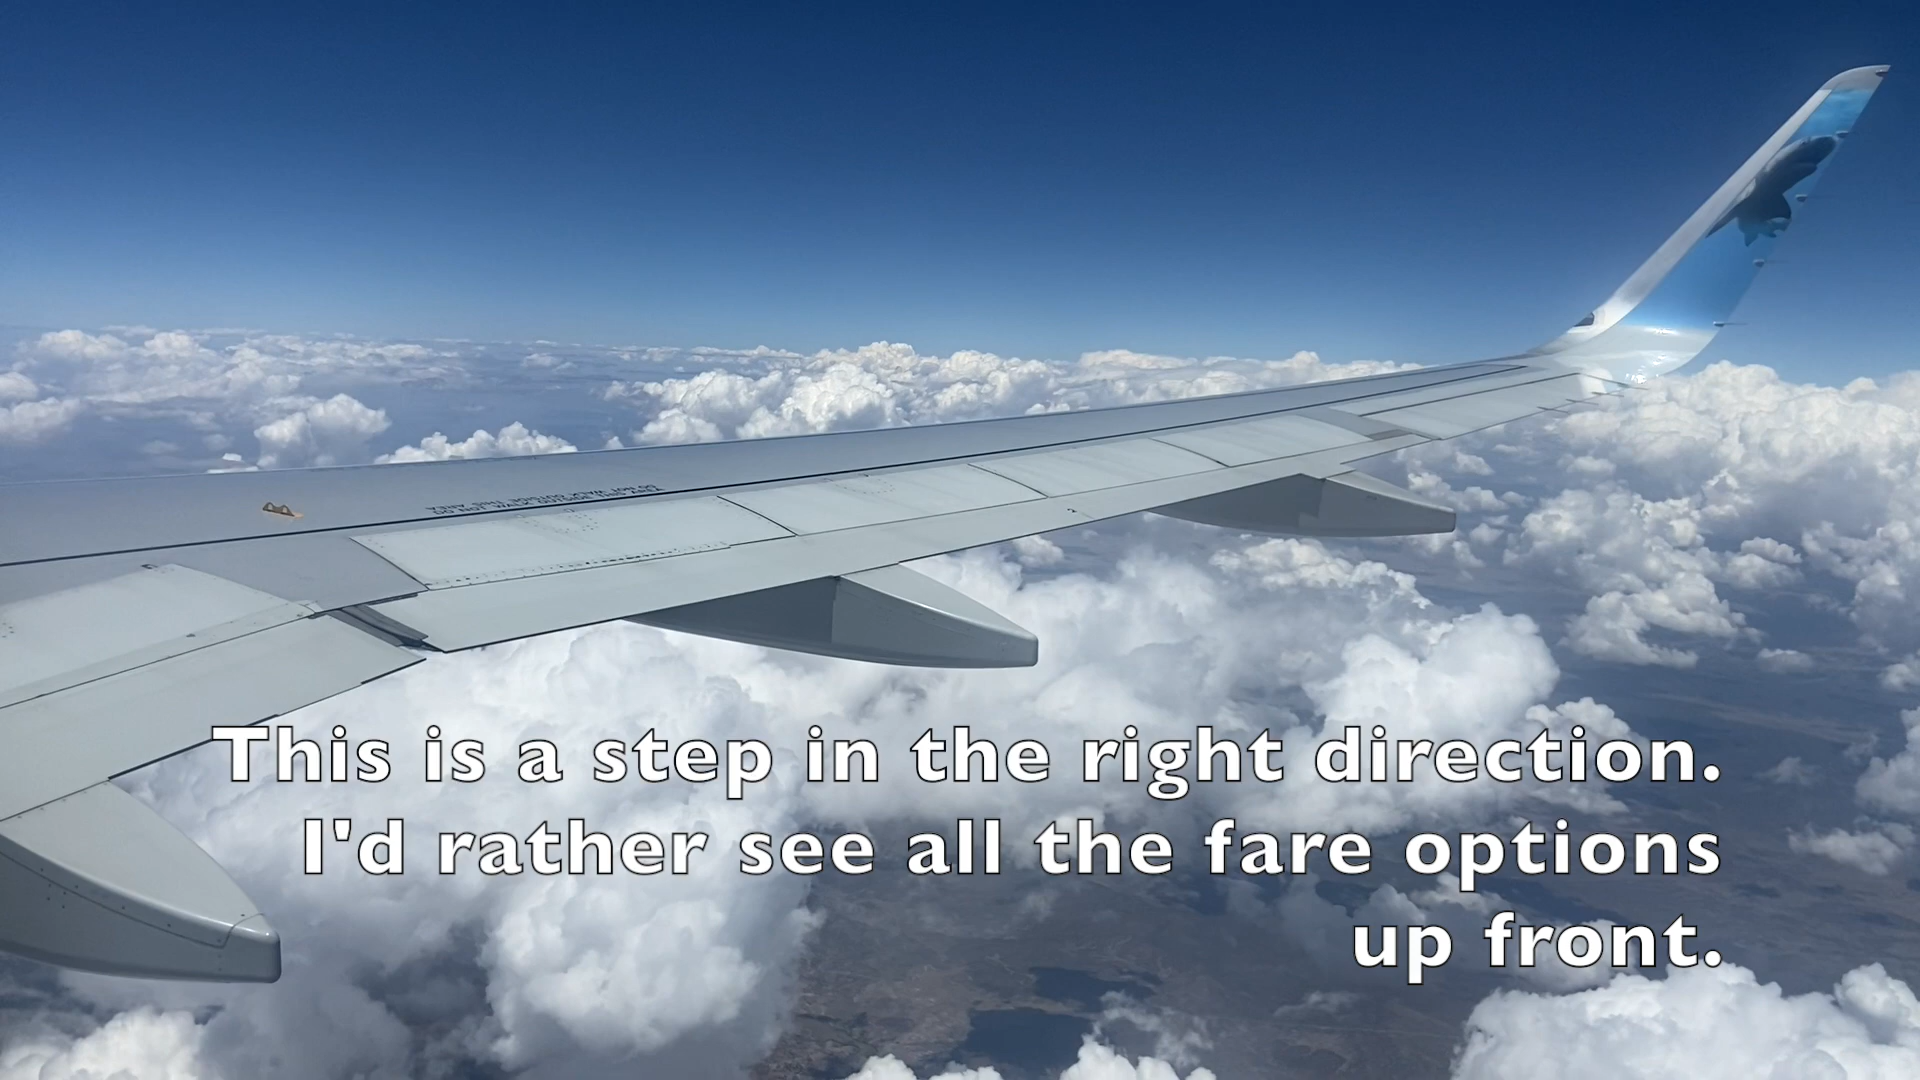 This is a step in the right direction.
I'd rather see all the fare options
up front.